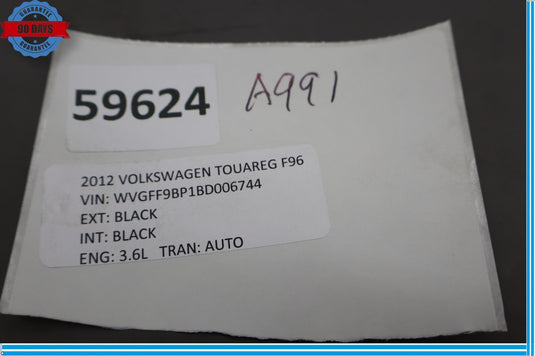 GUARANTEE
90 DAYS
GUARANTEE
59624
A991
2012 VOLKSWAGEN TOUAREG F96
VIN: WVGFF9BP1BD006744
EXT: BLACK
INT: BLACK
ENG: 3.6L TRAN: AUTO